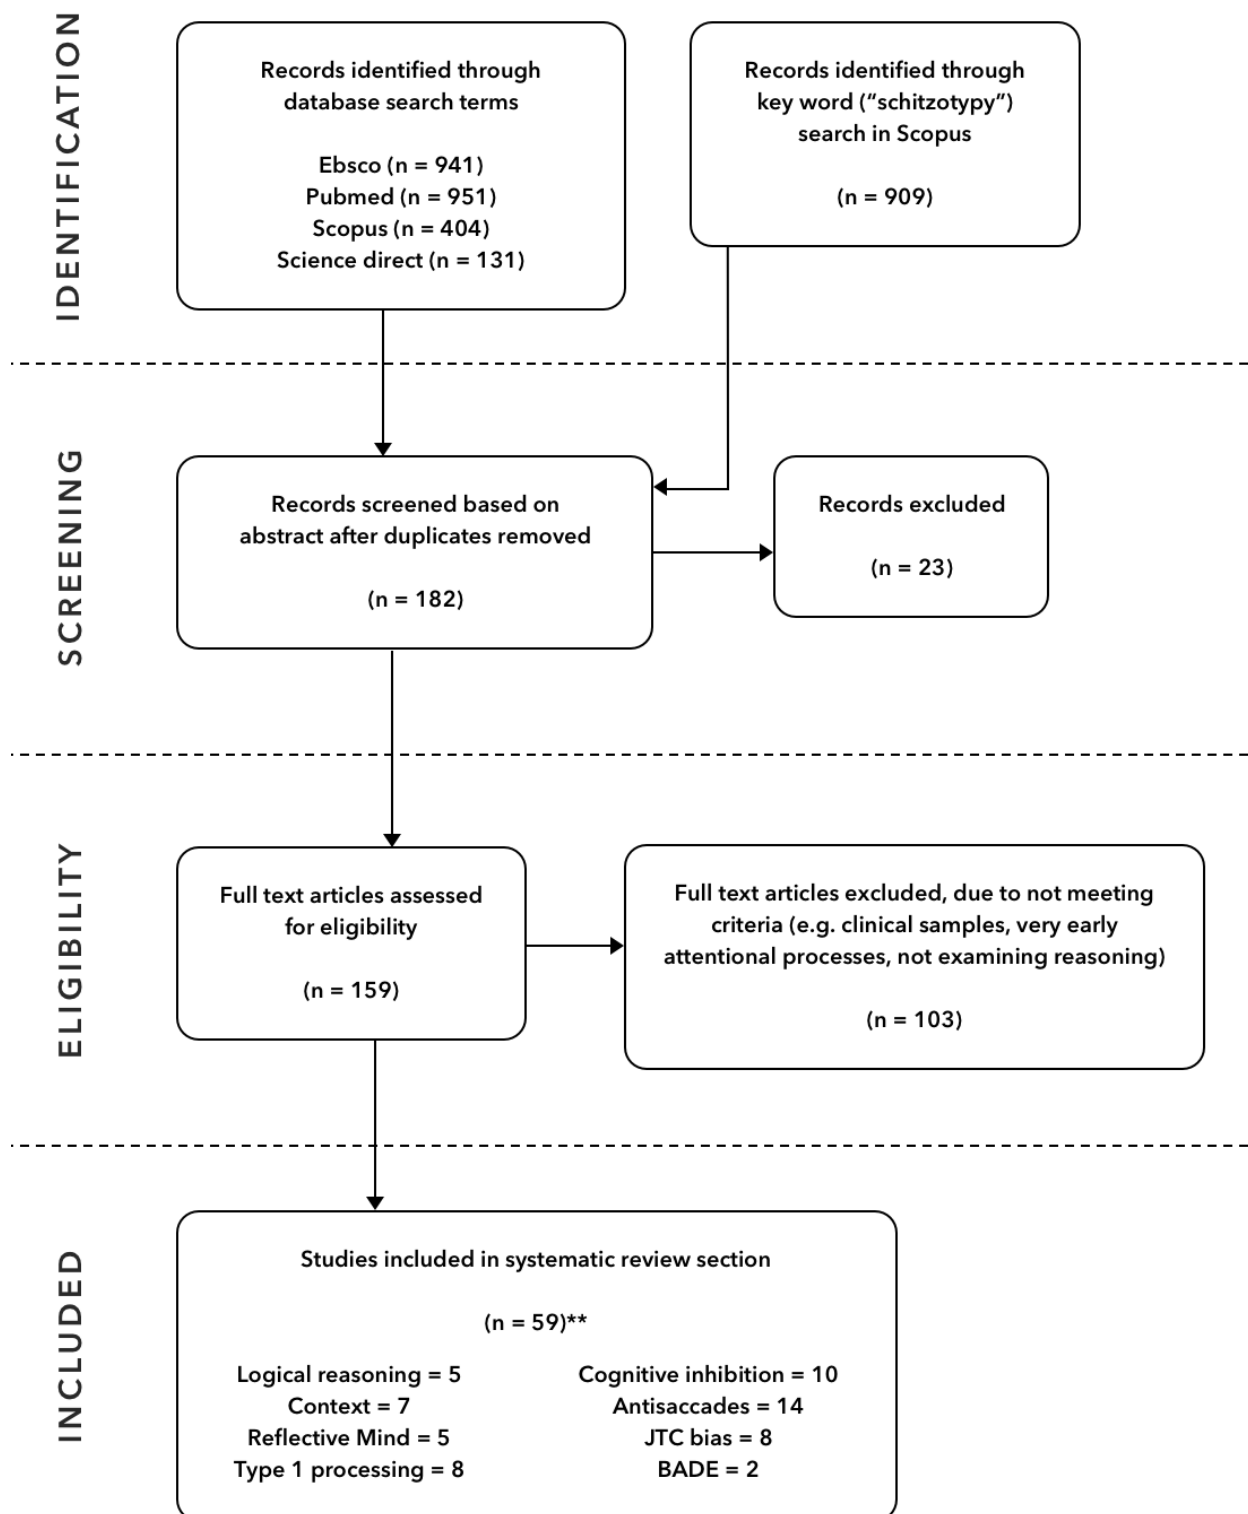 IDENTIFICATION
Records identified through
database search terms
Ebsco (n = 941)
Pubmed (n = 951)
Scopus (n = 404)
Science direct (n = 131)
Records identified through
key word (“schitzotypy”)
search in Scopus
(n = 909)
SCREENING
Records screened based on
abstract after duplicates removed
(n = 182)
Records excluded
(n = 23)
ELIGIBILITY
Full text articles assessed
for eligibility
(n = 159)
Full text articles excluded, due to not meeting
criteria (e.g. clinical samples, very early
attentional processes, not examining reasoning)
(n = 103)
INCLUDED
Studies included in systematic review section
(n = 59)**
Logical reasoning = 5
Context = 7
Reflective Mind = 5
Type 1 processing = 8
Cognitive inhibition = 10
Antisaccades = 14
JTC bias = 8
BADE = 2